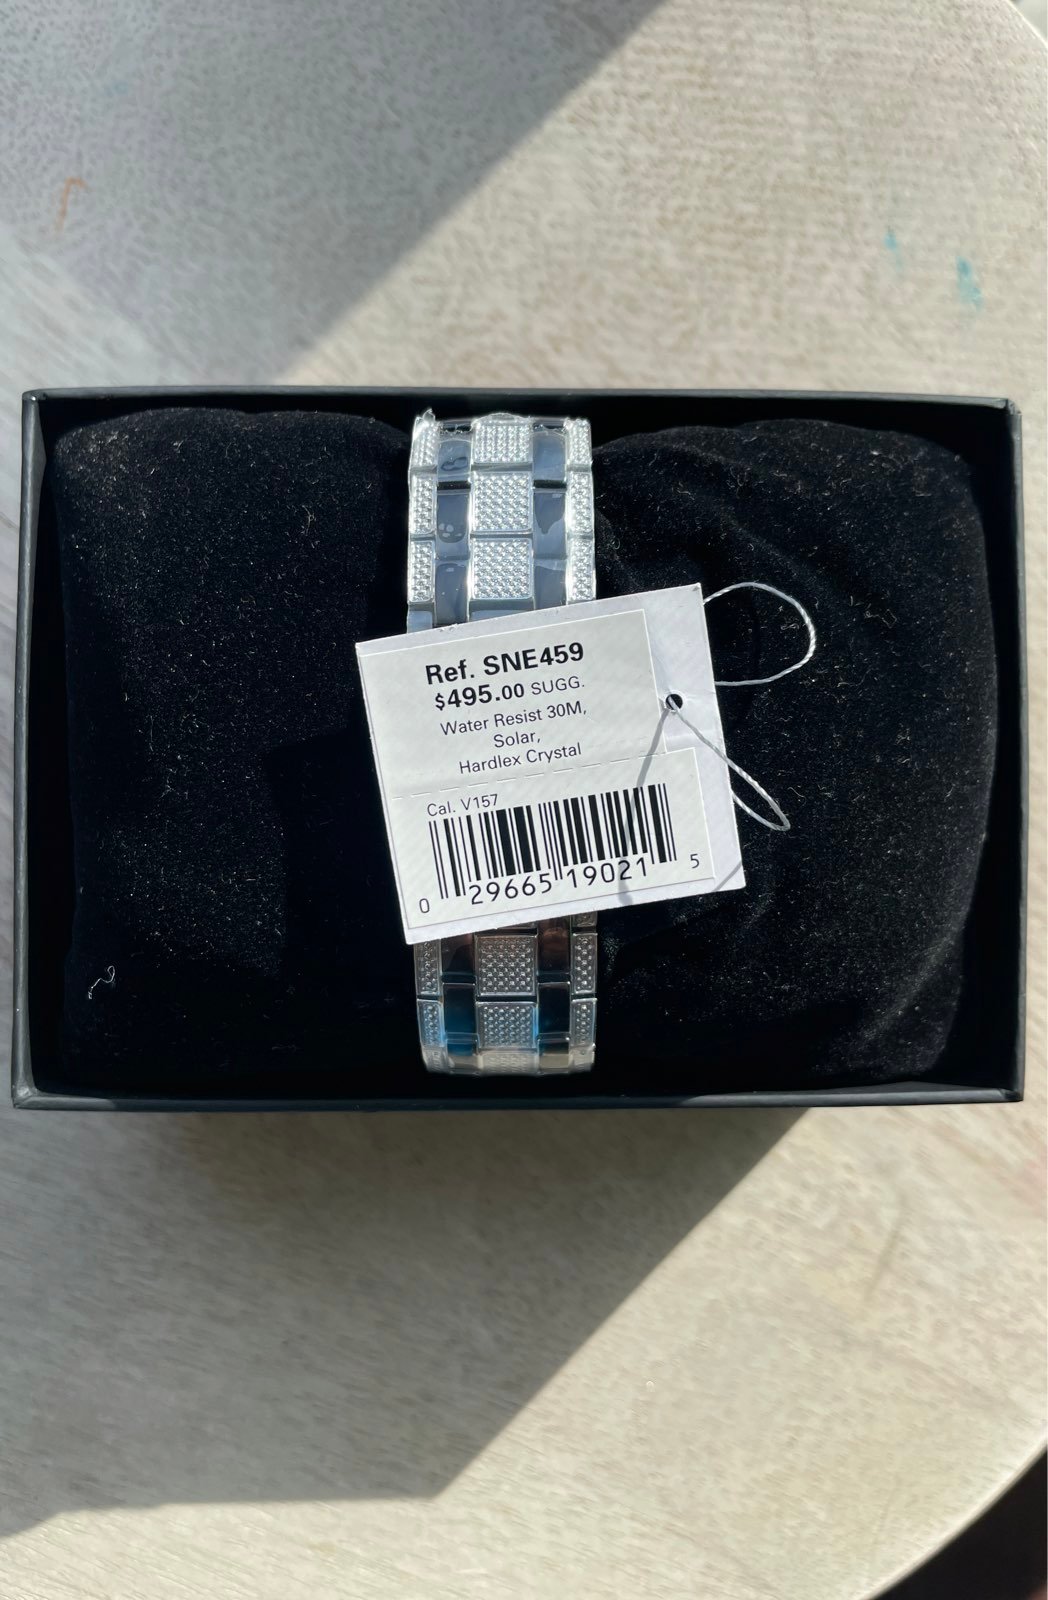 Ref. SNE459
$495.00 SUGG.
Water Resist 30M,
Solar,
Hardlex Crystal
Cal. V157
0 29665 19021 5